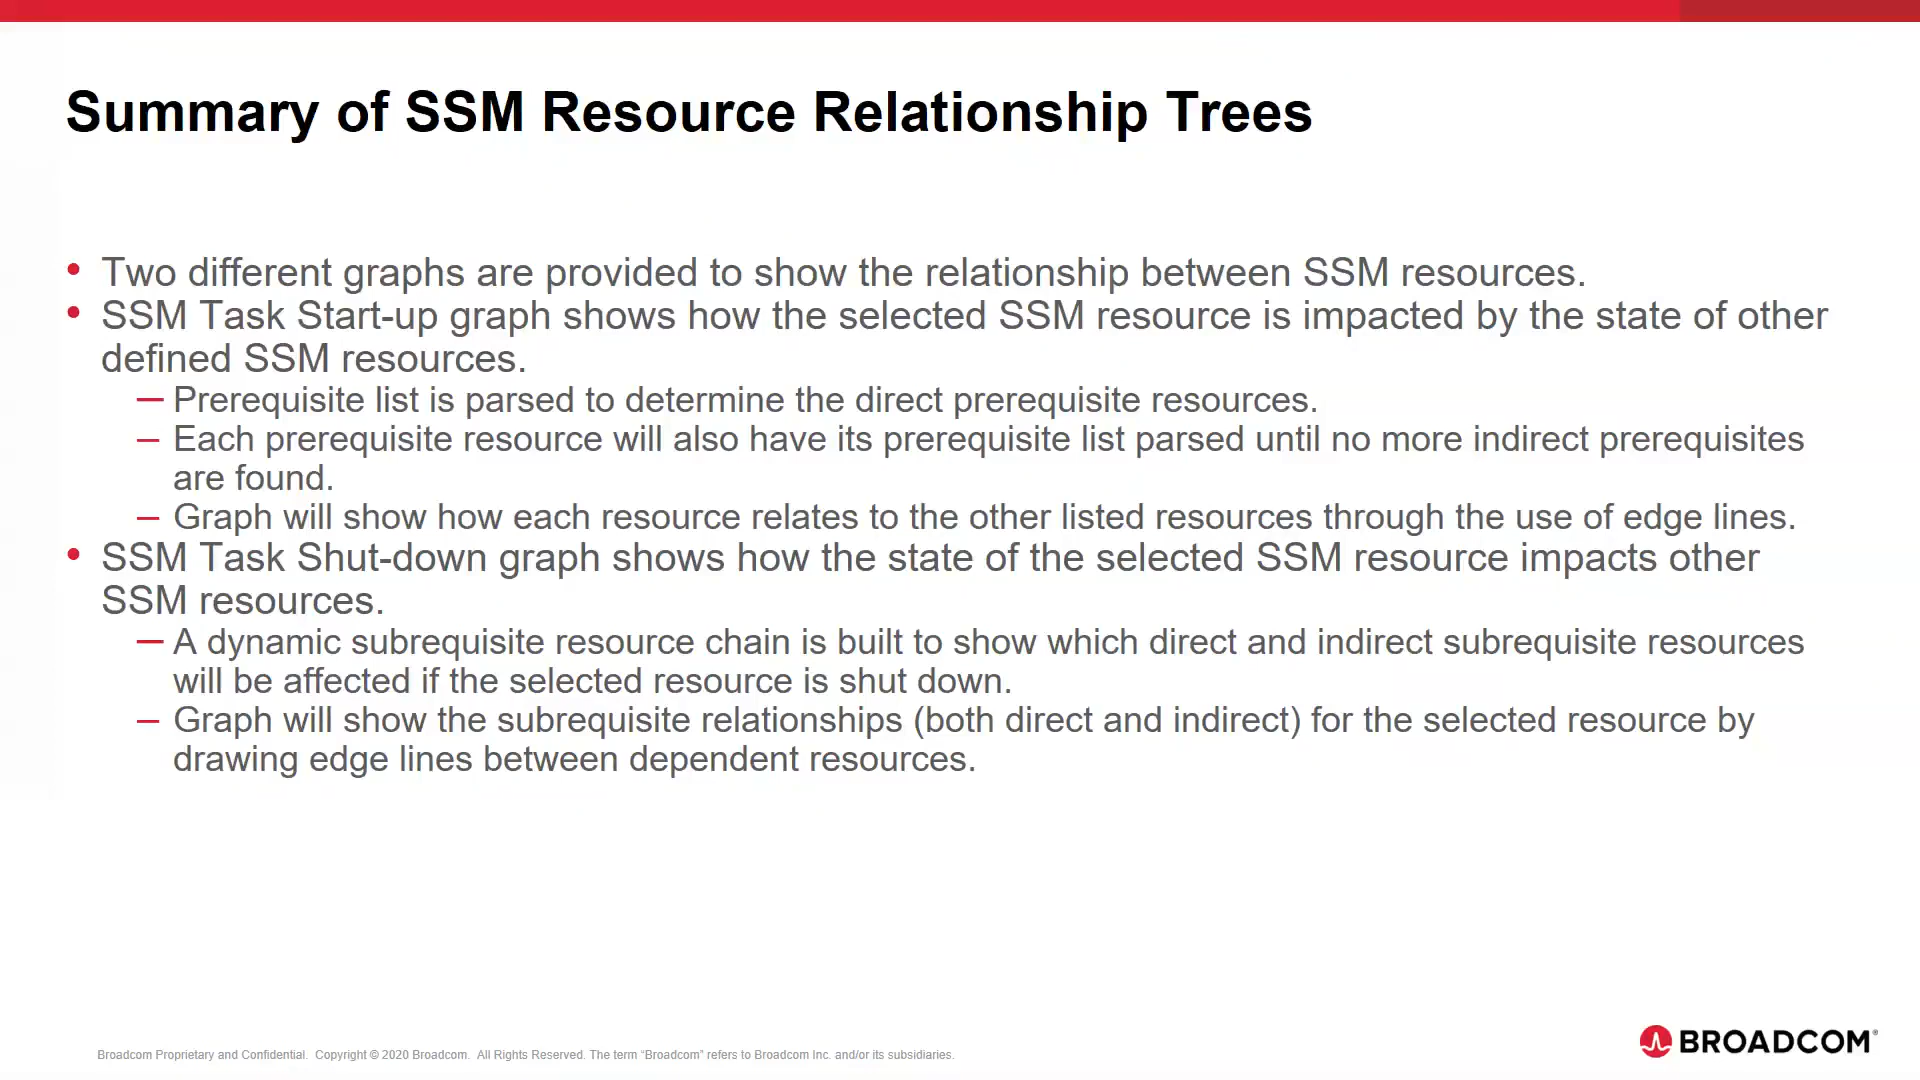 Summary of SSM Resource Relationship Trees
• Two different graphs are provided to show the relationship between SSM resources.
• SSM Task Start-up graph shows how the selected SSM resource is impacted by the state of other
defined SSM resources.
– Prerequisite list is parsed to determine the direct prerequisite resources.
– Each prerequisite resource will also have its prerequisite list parsed until no more indirect prerequisites
are found.
– Graph will show how each resource relates to the other listed resources through the use of edge lines.
• SSM Task Shut-down graph shows how the state of the selected SSM resource impacts other
SSM resources.
– A dynamic subrequisite resource chain is built to show which direct and indirect subrequisite resources
will be affected if the selected resource is shut down.
– Graph will show the subrequisite relationships (both direct and indirect) for the selected resource by
drawing edge lines between dependent resources.
Broadcom Proprietary and Confidential. Copyright © 2020 Broadcom. All Rights Reserved. The term “Broadcom” refers to Broadcom Inc. and/or its subsidiaries.
BROADCOM®